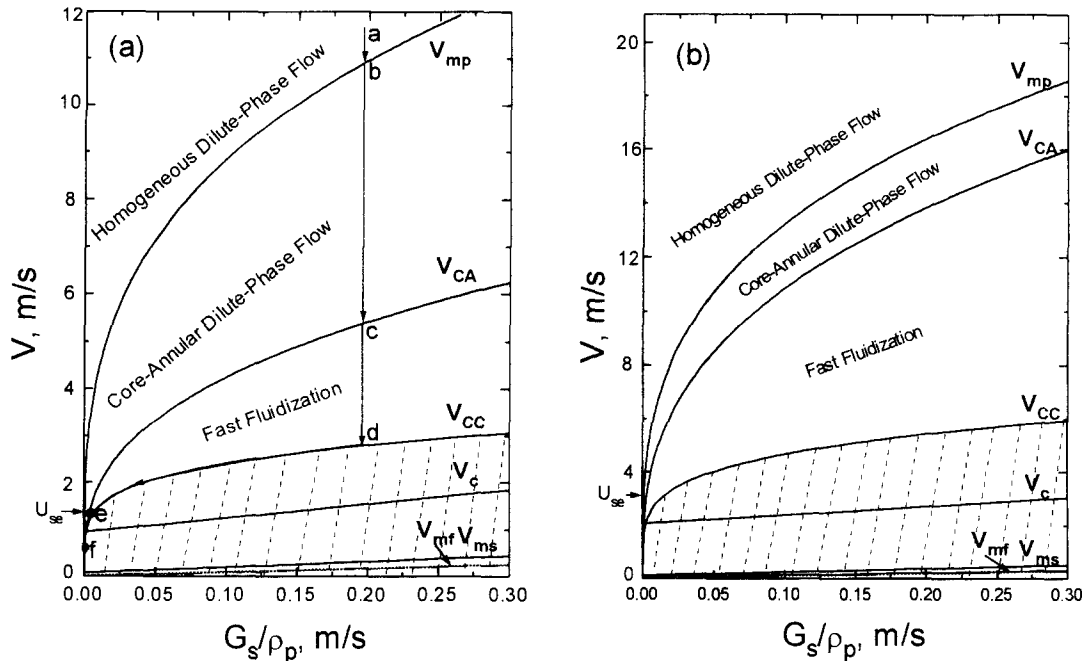 (a)
a
V_mp
b
Homogeneous Dilute-Phase Flow
Core-Annular Dilute-Phase Flow
V_CA
c
Fast Fluidization
d
V_CC
V_c
U_se
e
f
V_mf V_ms
12
10
8
6
4
2
0
V, m/s
0.00 0.05 0.10 0.15 0.20 0.25 0.30
G_s/ρ_p, m/s
(b)
V_mp
V_CA
Homogeneous Dilute-Phase Flow
Core-Annular Dilute-Phase Flow
Fast Fluidization
V_CC
V_c
U_se
V_mf V_ms
20
16
12
8
4
0
V, m/s
0.00 0.05 0.10 0.15 0.20 0.25 0.30
G_s/ρ_p, m/s